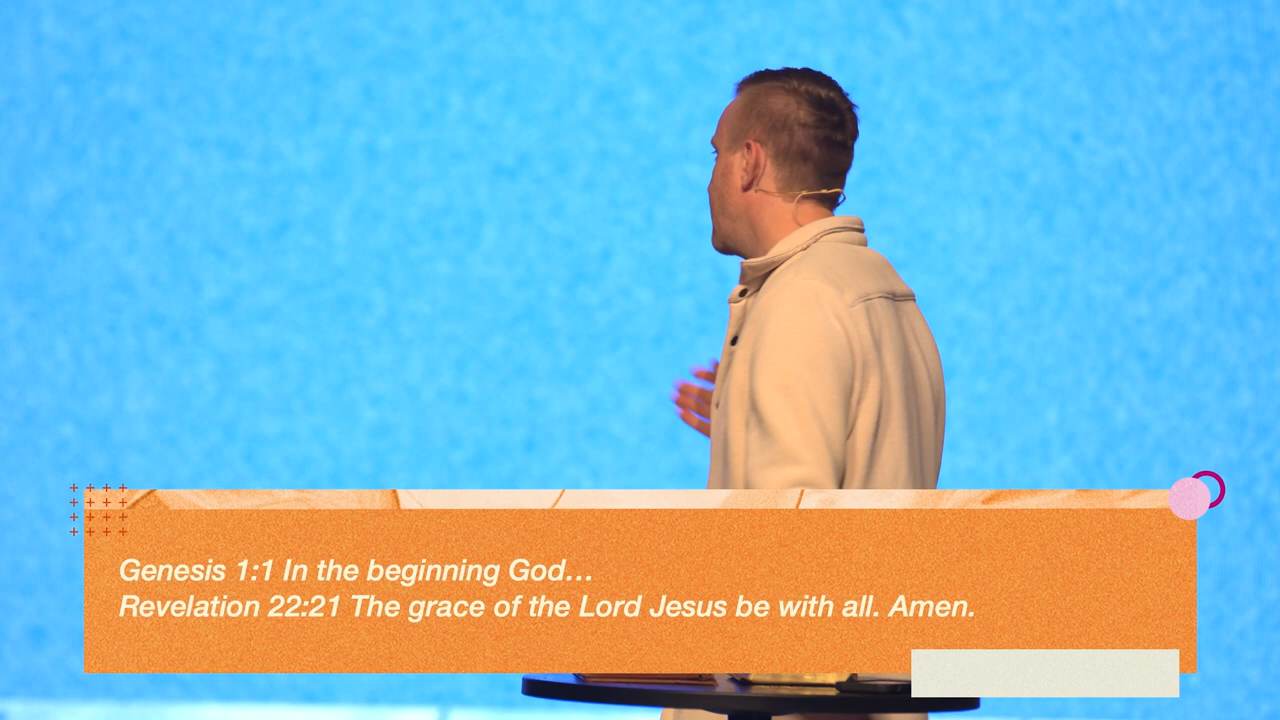 Genesis 1:1 In the beginning God…
Revelation 22:21 The grace of the Lord Jesus be with all. Amen.